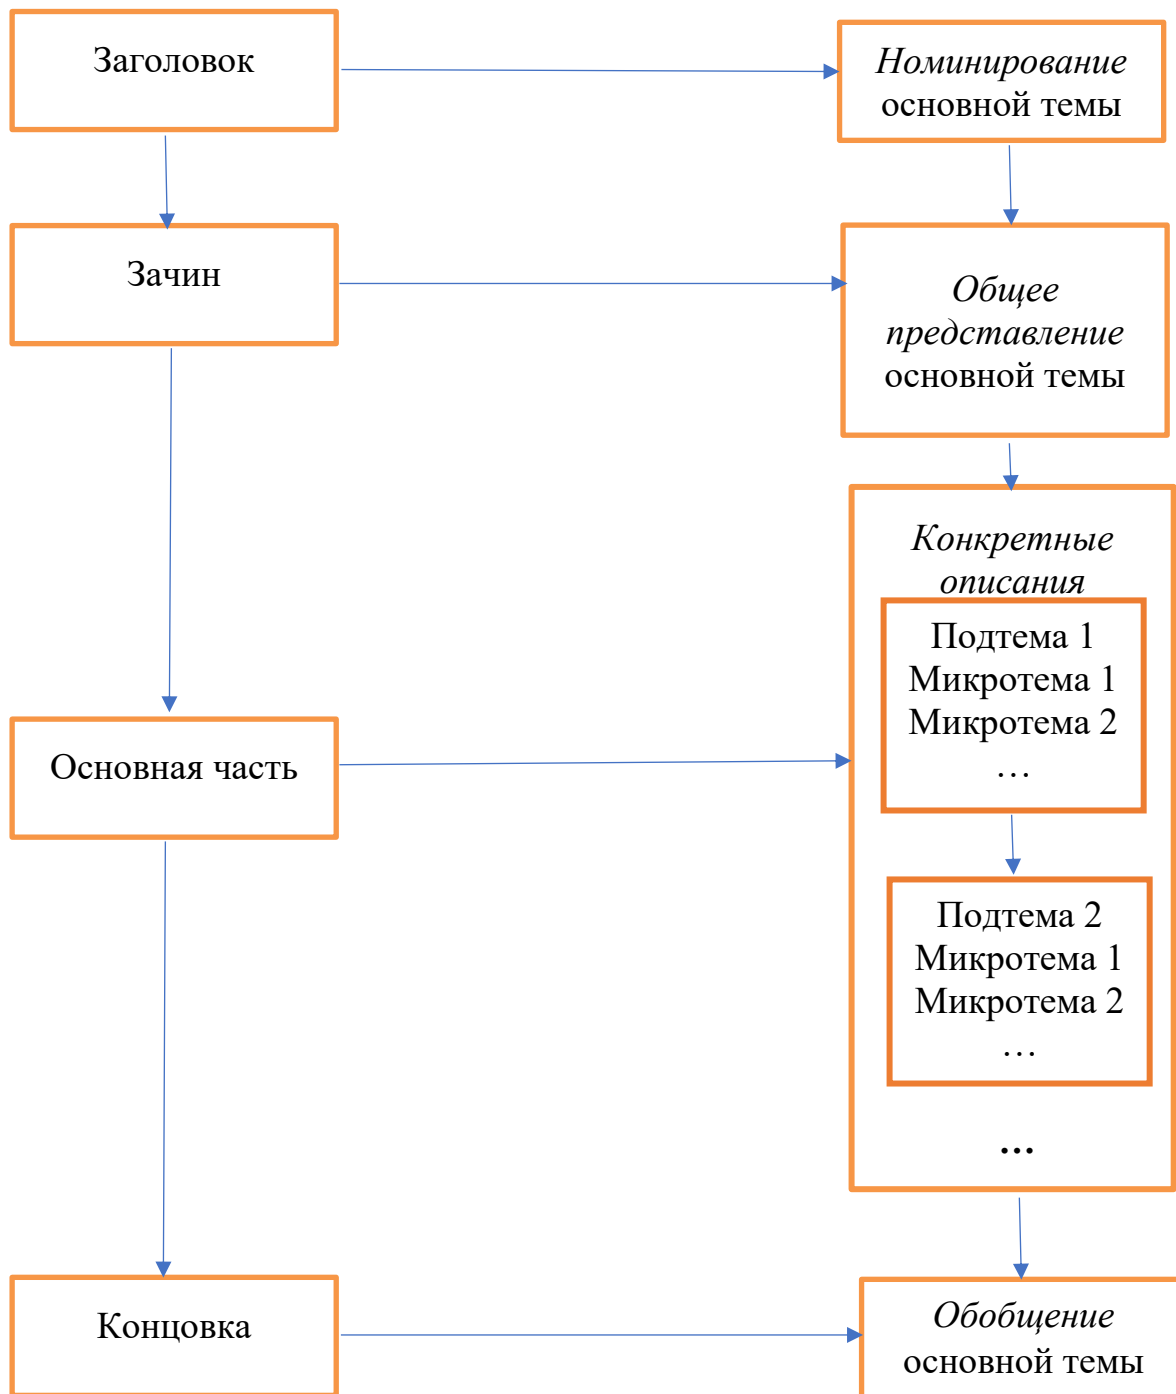 Заголовок
Номинирование
основной темы
Зачин
Общее
представление
основной темы
Конкретные
описания
Подтема 1
Микротема 1
Микротема 2
…
Основная часть
Подтема 2
Микротема 1
Микротема 2
…
...
Концовка
Обобщение
основной темы